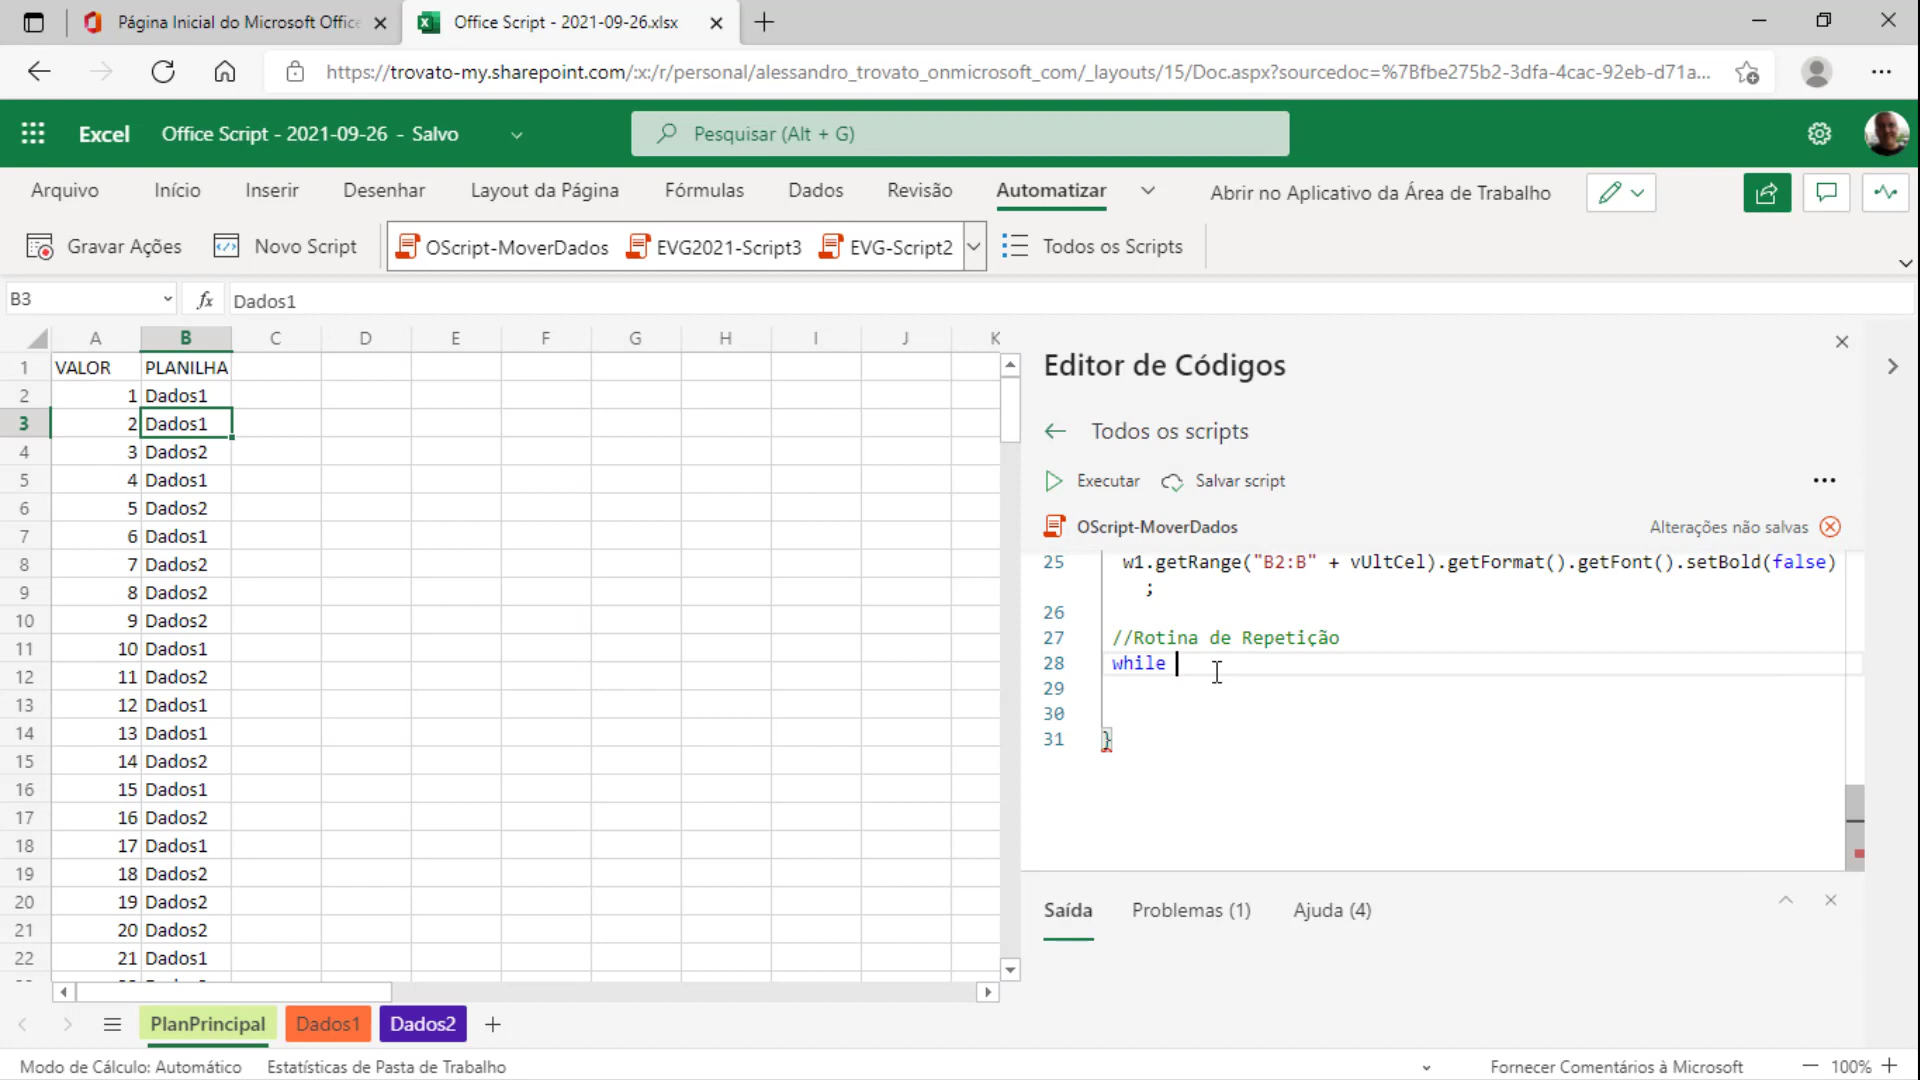 Página Inicial do Microsoft Office
Office Script - 2021-09-26.xlsx
https://trovato-my.sharepoint.com/:x:/r/personal/alessandro_trovato_onmicrosoft_com/_layouts/15/Doc.aspx?sourcedoc=%7Bfbe275b2-3dfa-4cac-92eb-d71a...
Excel Office Script - 2021-09-26 - Salvo
Pesquisar (Alt + G)
Arquivo Início Inserir Desenhar Layout da Página Fórmulas Dados Revisão Automatizar Abrir no Aplicativo da Área de Trabalho
Gravar Ações Novo Script OScript-MoverDados EVG2021-Script3 EVG-Script2 Todos os Scripts
B3 fx Dados1
A B C D E F G H I J K
1 VALOR PLANILHA
2 1 Dados1
3 2 Dados1
4 3 Dados2
5 4 Dados1
6 5 Dados2
7 6 Dados1
8 7 Dados2
9 8 Dados2
10 9 Dados2
11 10 Dados1
12 11 Dados2
13 12 Dados1
14 13 Dados1
15 14 Dados2
16 15 Dados1
17 16 Dados2
18 17 Dados1
19 18 Dados2
20 19 Dados2
21 20 Dados2
22 21 Dados1
Editor de Códigos
Todos os scripts
Executar Salvar script
OScript-MoverDados Alterações não salvas
25 w1.getRange("B2:B" + vUltCel).getFormat().getFont().setBold(false)
;
26
27 //Rotina de Repetição
28 while
29
30
31 }
Saída Problemas (1) Ajuda (4)
PlanPrincipal Dados1 Dados2
Modo de Cálculo: Automático Estatísticas de Pasta de Trabalho Fornecer Comentários à Microsoft 100%